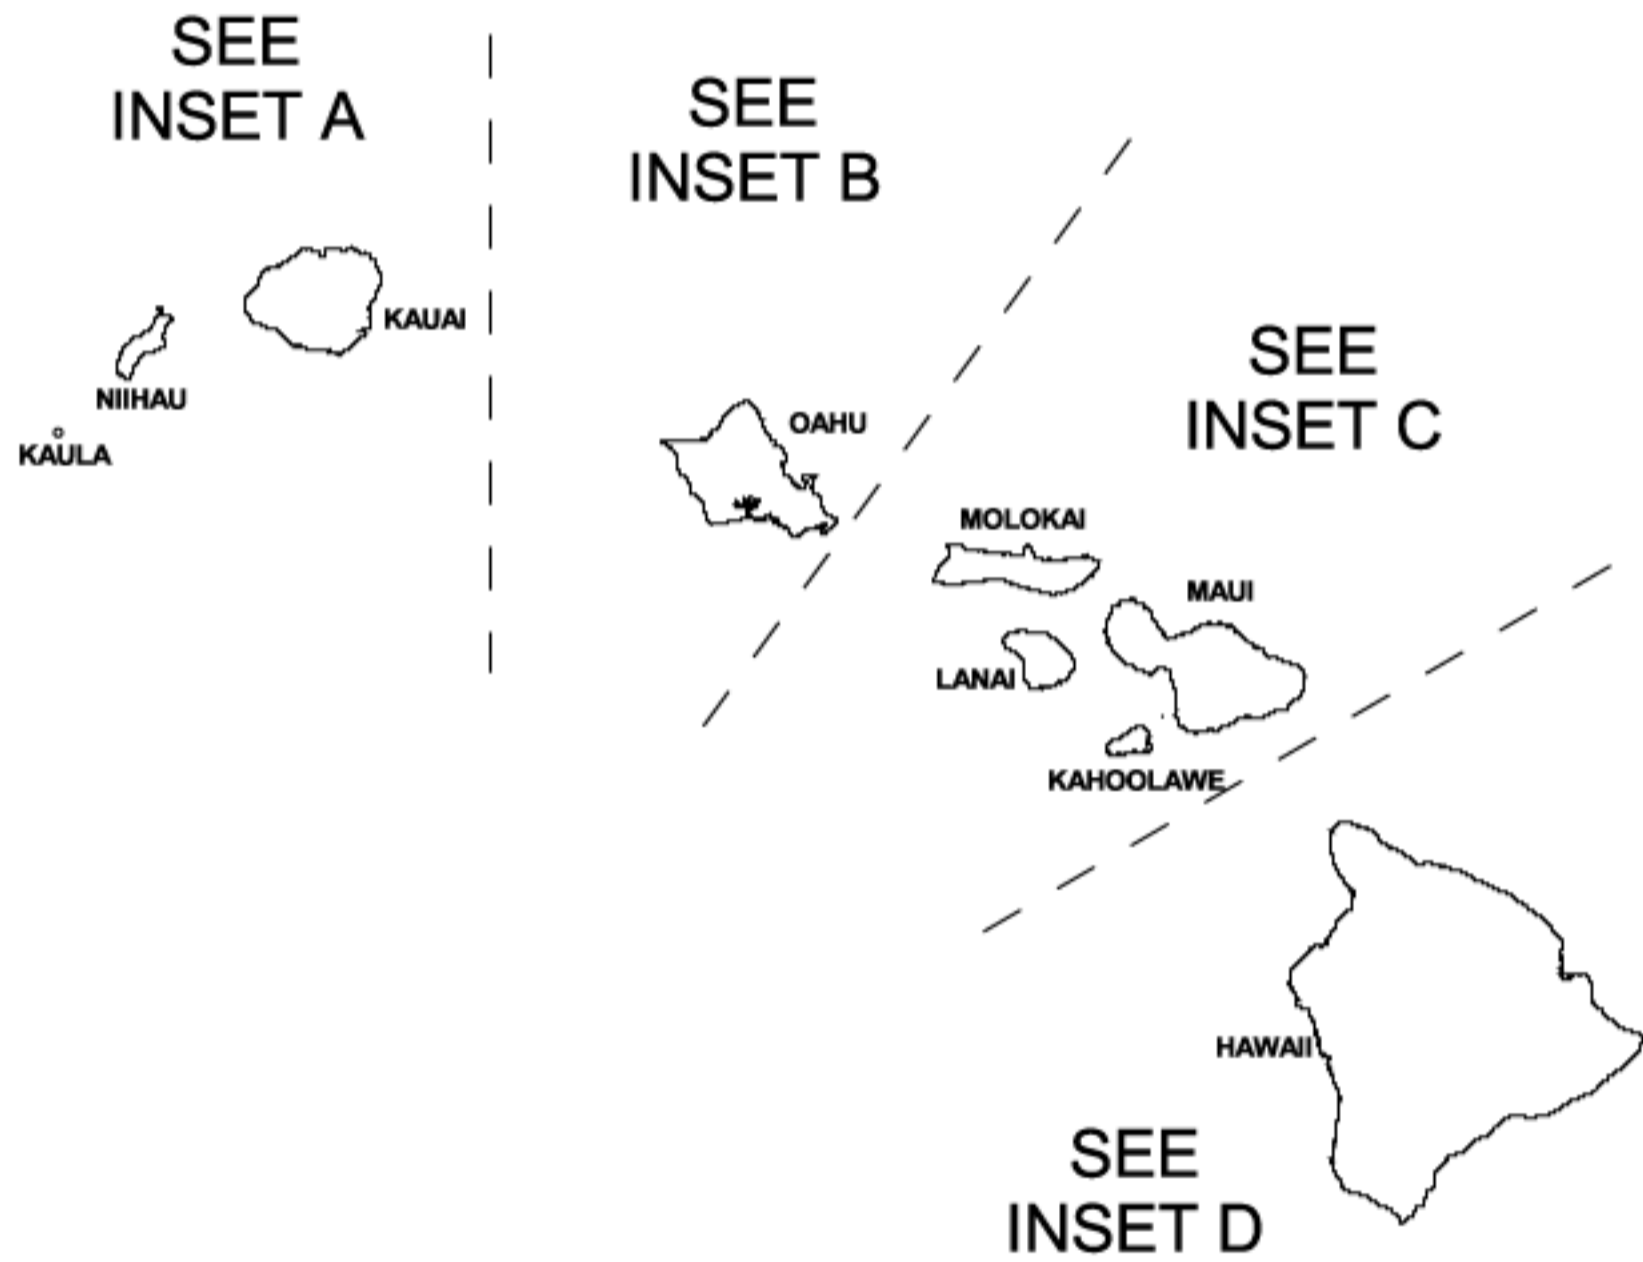 SEE
INSET A
SEE
INSET B
KAUAI
NIIHAU
KAULA
OAHU
SEE
INSET C
MOLOKAI
MAUI
LANAI
KAHOOLAWE
HAWAII
SEE
INSET D